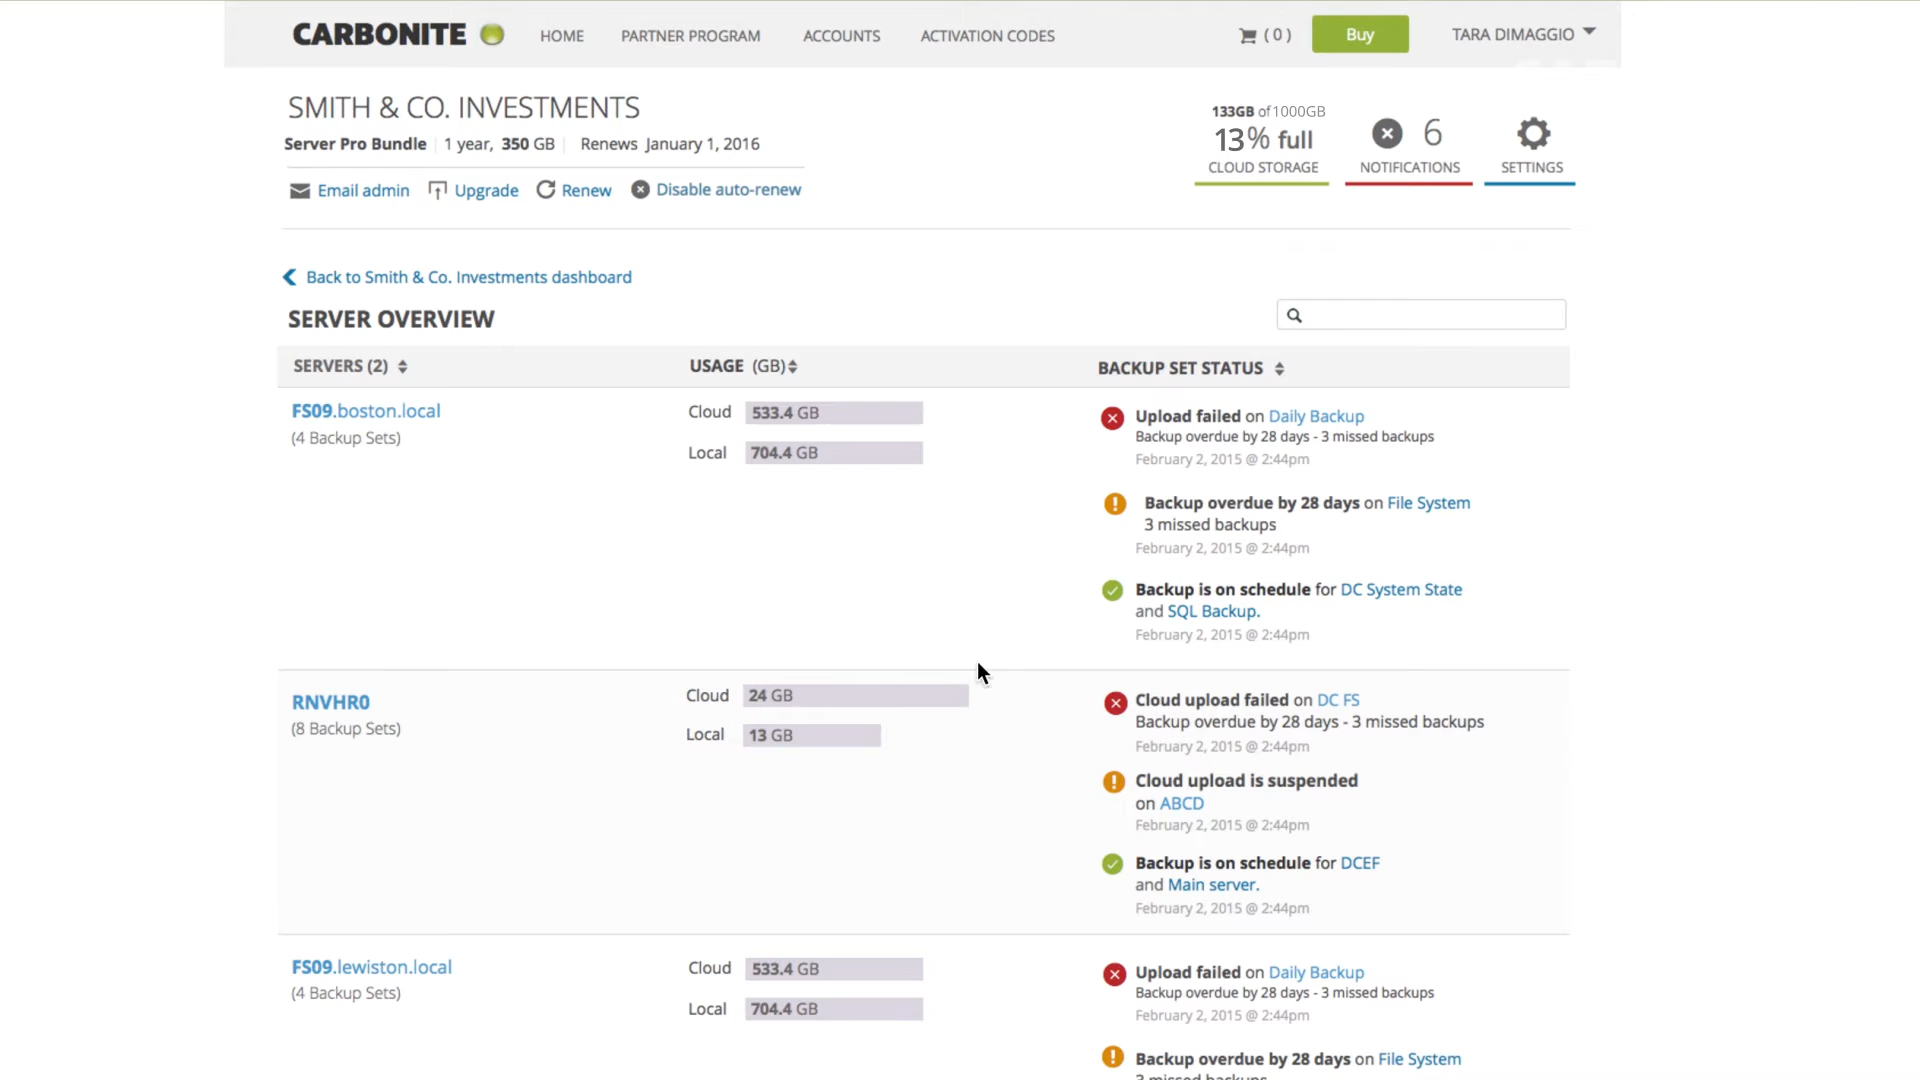 CARBONITE HOME PARTNER PROGRAM ACCOUNTS ACTIVATION CODES ( 0 ) Buy TARA DIMAGGIO
SMITH & CO. INVESTMENTS
Server Pro Bundle 1 year, 350 GB Renews January 1, 2016
Email admin Upgrade Renew Disable auto-renew
133GB of 1000GB
13% full
CLOUD STORAGE
6
NOTIFICATIONS
SETTINGS
Back to Smith & Co. Investments dashboard
SERVER OVERVIEW
SERVERS (2) USAGE (GB) BACKUP SET STATUS
FS09.boston.local
(4 Backup Sets)
Cloud 533.4 GB
Local 704.4 GB
Upload failed on Daily Backup
Backup overdue by 28 days - 3 missed backups
February 2, 2015 @ 2:44pm
Backup overdue by 28 days on File System
3 missed backups
February 2, 2015 @ 2:44pm
Backup is on schedule for DC System State
and SQL Backup.
February 2, 2015 @ 2:44pm
RNVHR0
(8 Backup Sets)
Cloud 24 GB
Local 13 GB
Cloud upload failed on DC FS
Backup overdue by 28 days - 3 missed backups
February 2, 2015 @ 2:44pm
Cloud upload is suspended
on ABCD
February 2, 2015 @ 2:44pm
Backup is on schedule for DCEF
and Main server.
February 2, 2015 @ 2:44pm
FS09.lewiston.local
(4 Backup Sets)
Cloud 533.4 GB
Local 704.4 GB
Upload failed on Daily Backup
Backup overdue by 28 days - 3 missed backups
February 2, 2015 @ 2:44pm
Backup overdue by 28 days on File System
3 missed backups